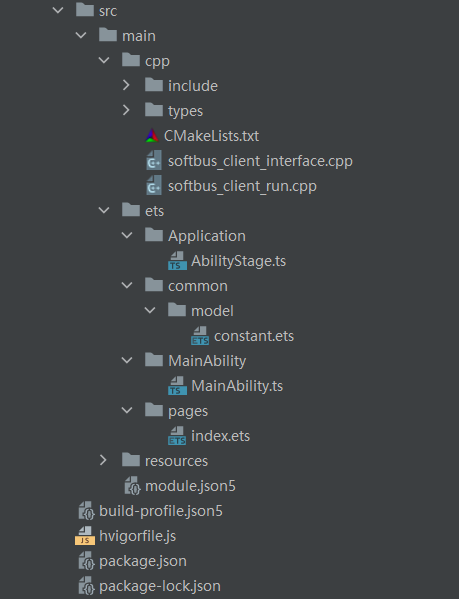 src
main
cpp
include
types
CMakeLists.txt
softbus_client_interface.cpp
softbus_client_run.cpp
ets
Application
AbilityStage.ts
common
model
constant.ets
MainAbility
MainAbility.ts
pages
index.ets
resources
module.json5
build-profile.json5
hvigorfile.js
package.json
package-lock.json